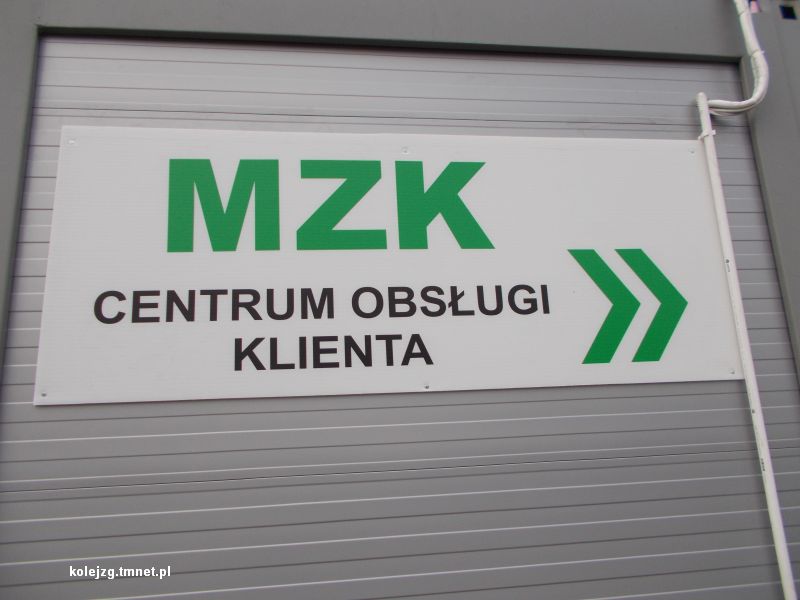 MZK
CENTRUM OBSŁUGI
KLIENTA
kolejzg.tmnet.pl